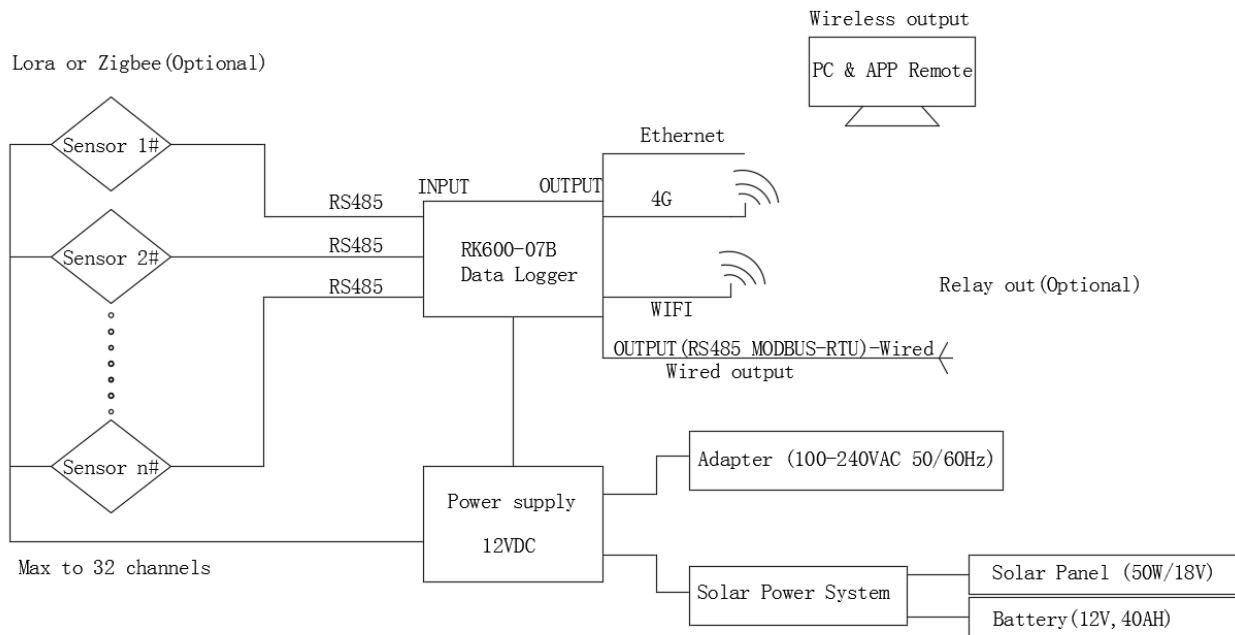 Wireless output
PC & APP Remote
Lora or Zigbee(Optional)
Sensor 1#
Ethernet
INPUT
OUTPUT
4G
RS485
RK600-07B
Data Logger
Sensor 2#
RS485
RS485
WIFI
Relay out(Optional)
OUTPUT(RS485 MODBUS-RTU)-Wired
Wired output
Sensor n#
Adapter (100-240VAC 50/60Hz)
Power supply
12VDC
Max to 32 channels
Solar Power System
Solar Panel (50W/18V)
Battery(12V,40AH)